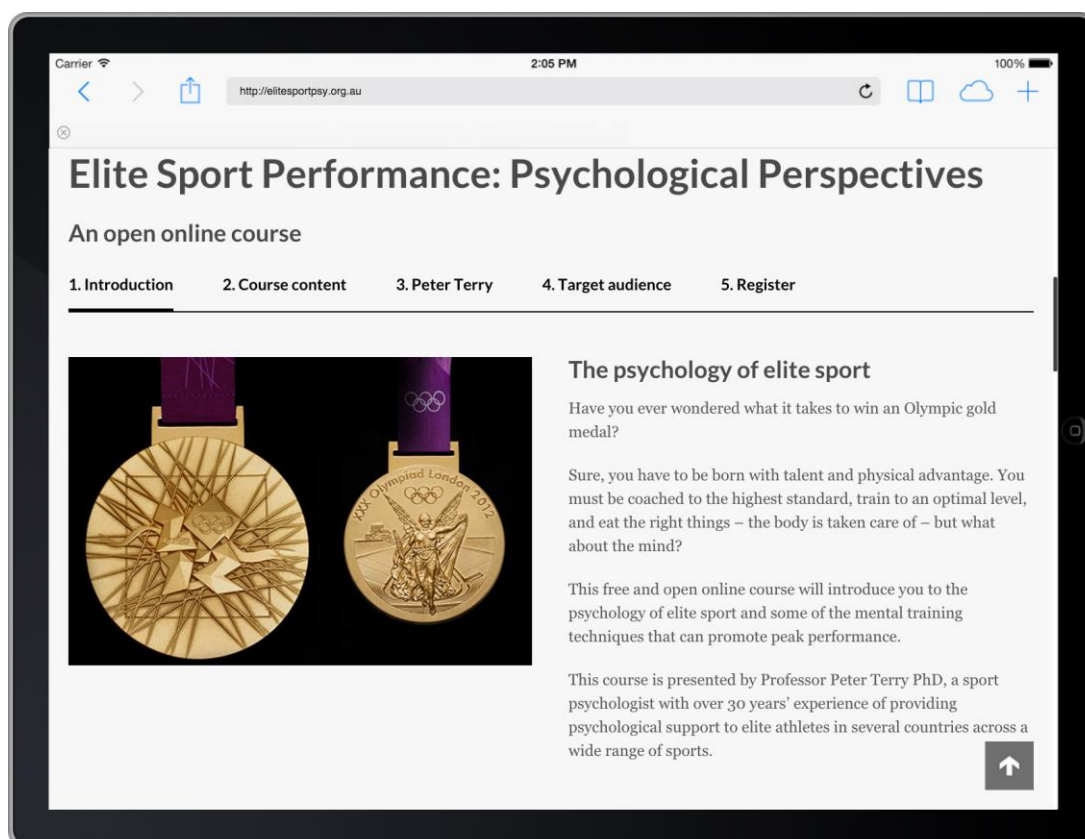 Carrier
2:05 PM
100%
http://elitesportpsy.org.au
Elite Sport Performance: Psychological Perspectives
An open online course
1. Introduction
2. Course content
3. Peter Terry
4. Target audience
5. Register
XXX Olympiad London 2012
The psychology of elite sport
Have you ever wondered what it takes to win an Olympic gold
medal?
Sure, you have to be born with talent and physical advantage. You
must be coached to the highest standard, train to an optimal level,
and eat the right things – the body is taken care of – but what
about the mind?
This free and open online course will introduce you to the
psychology of elite sport and some of the mental training
techniques that can promote peak performance.
This course is presented by Professor Peter Terry PhD, a sport
psychologist with over 30 years’ experience of providing
psychological support to elite athletes in several countries across a
wide range of sports.